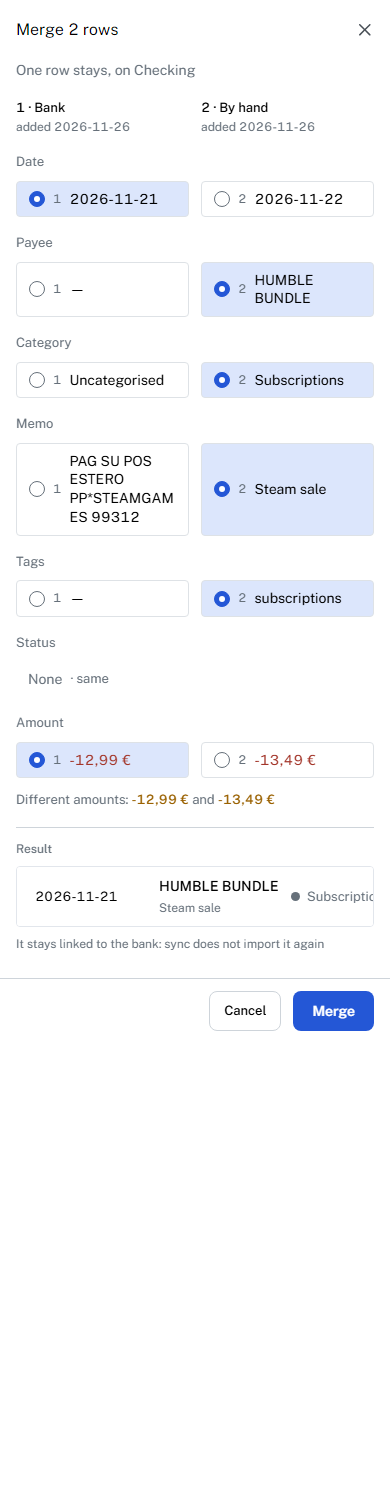 Merge 2 rows
One row stays, on Checking
1 · Bank
added 2026-11-26
2 · By hand
added 2026-11-26
Date
1 2026-11-21
2 2026-11-22
Payee
1 —
2 HUMBLE
BUNDLE
Category
1 Uncategorised
2 Subscriptions
Memo
1 PAG SU POS
ESTERO
PP*STEAMGAM
ES 99312
2 Steam sale
Tags
1 —
2 subscriptions
Status
None · same
Amount
1 -12,99 €
2 -13,49 €
Different amounts: -12,99 € and -13,49 €
Result
2026-11-21
HUMBLE BUNDLE
Steam sale
Subscriptio
It stays linked to the bank: sync does not import it again
Cancel
Merge